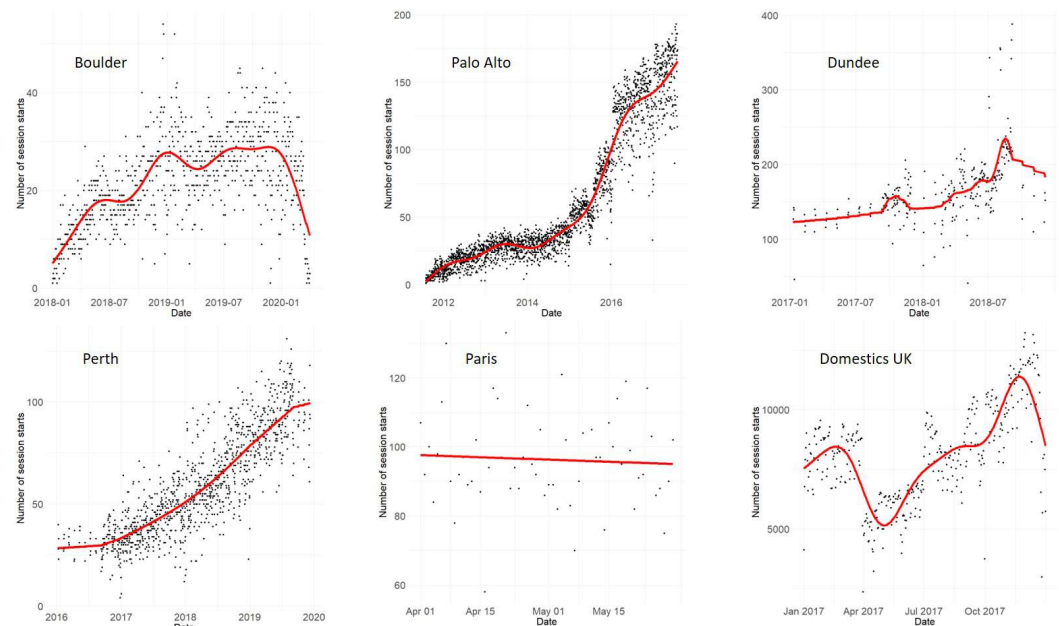 Boulder
Number of session starts
40
20
0
2018-01 2018-07 2019-01 2019-07 2020-01
Date
Palo Alto
Number of session starts
200
150
100
50
0
2012 2014 2016
Date
Dundee
Number of session starts
400
300
200
100
2017-01 2017-07 2018-01 2018-07
Date
Perth
Number of session starts
100
50
0
2016 2017 2018 2019 2020
Date
Paris
Number of session starts
120
100
80
60
Apr 01 Apr 15 May 01 May 15
Date
Domestics UK
Number of session starts
10000
5000
Jan 2017 Apr 2017 Jul 2017 Oct 2017
Date